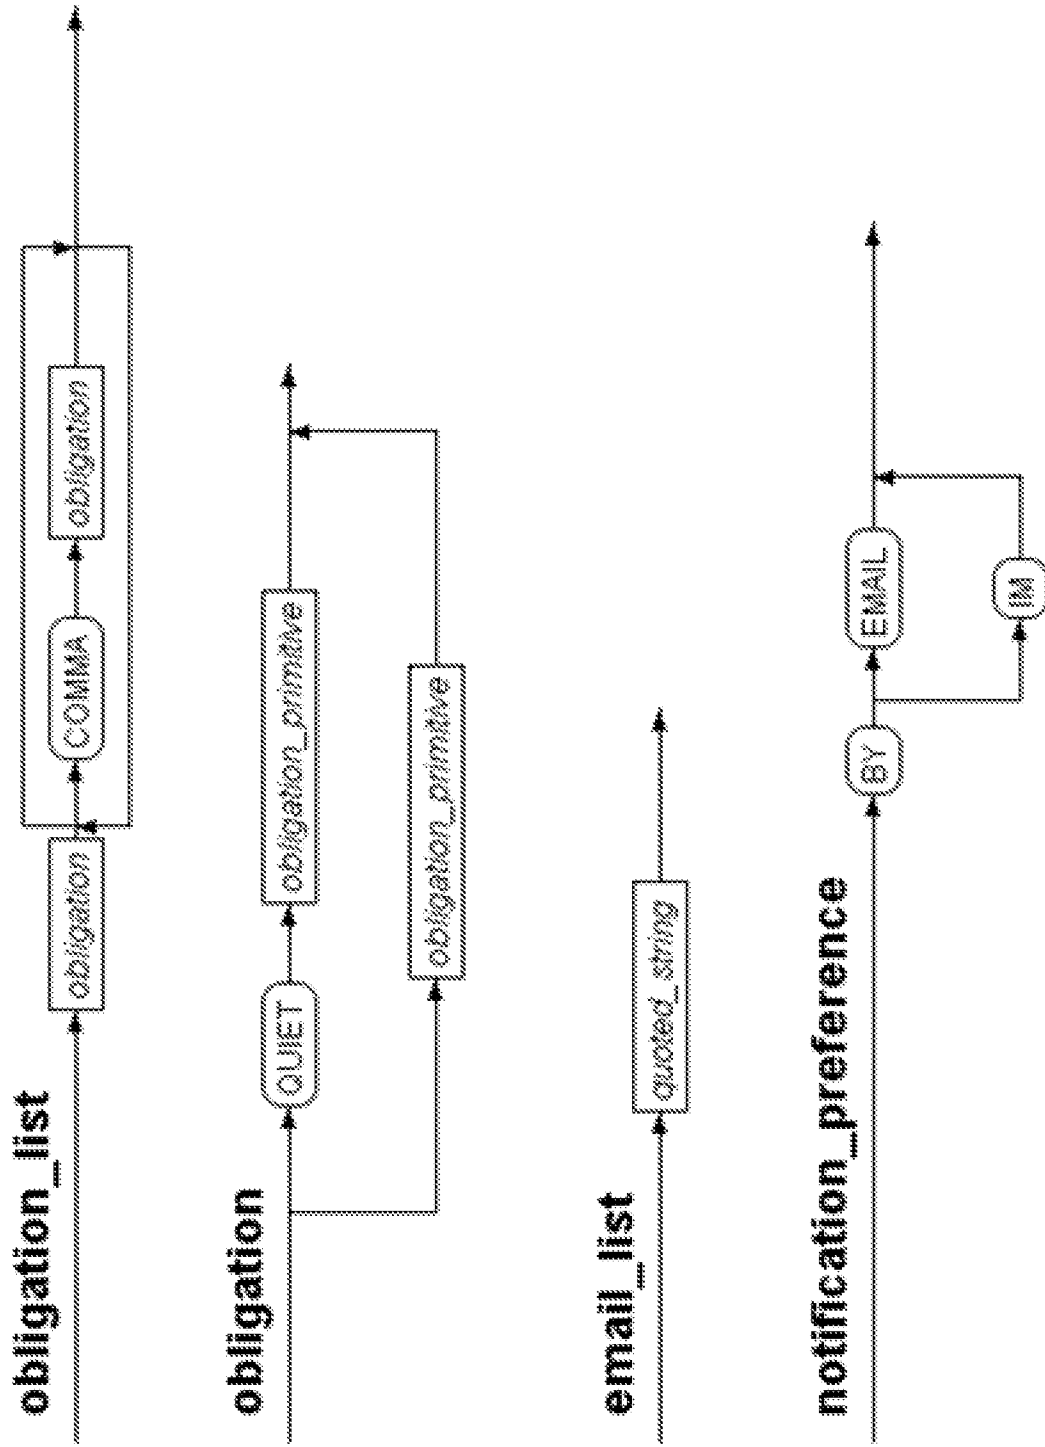 obligation_list
obligation
COMMA
obligation
obligation
QUIET
obligation_primitive
obligation_primitive
email_list
quoted_string
notification_preference
BY
EMAIL
IM